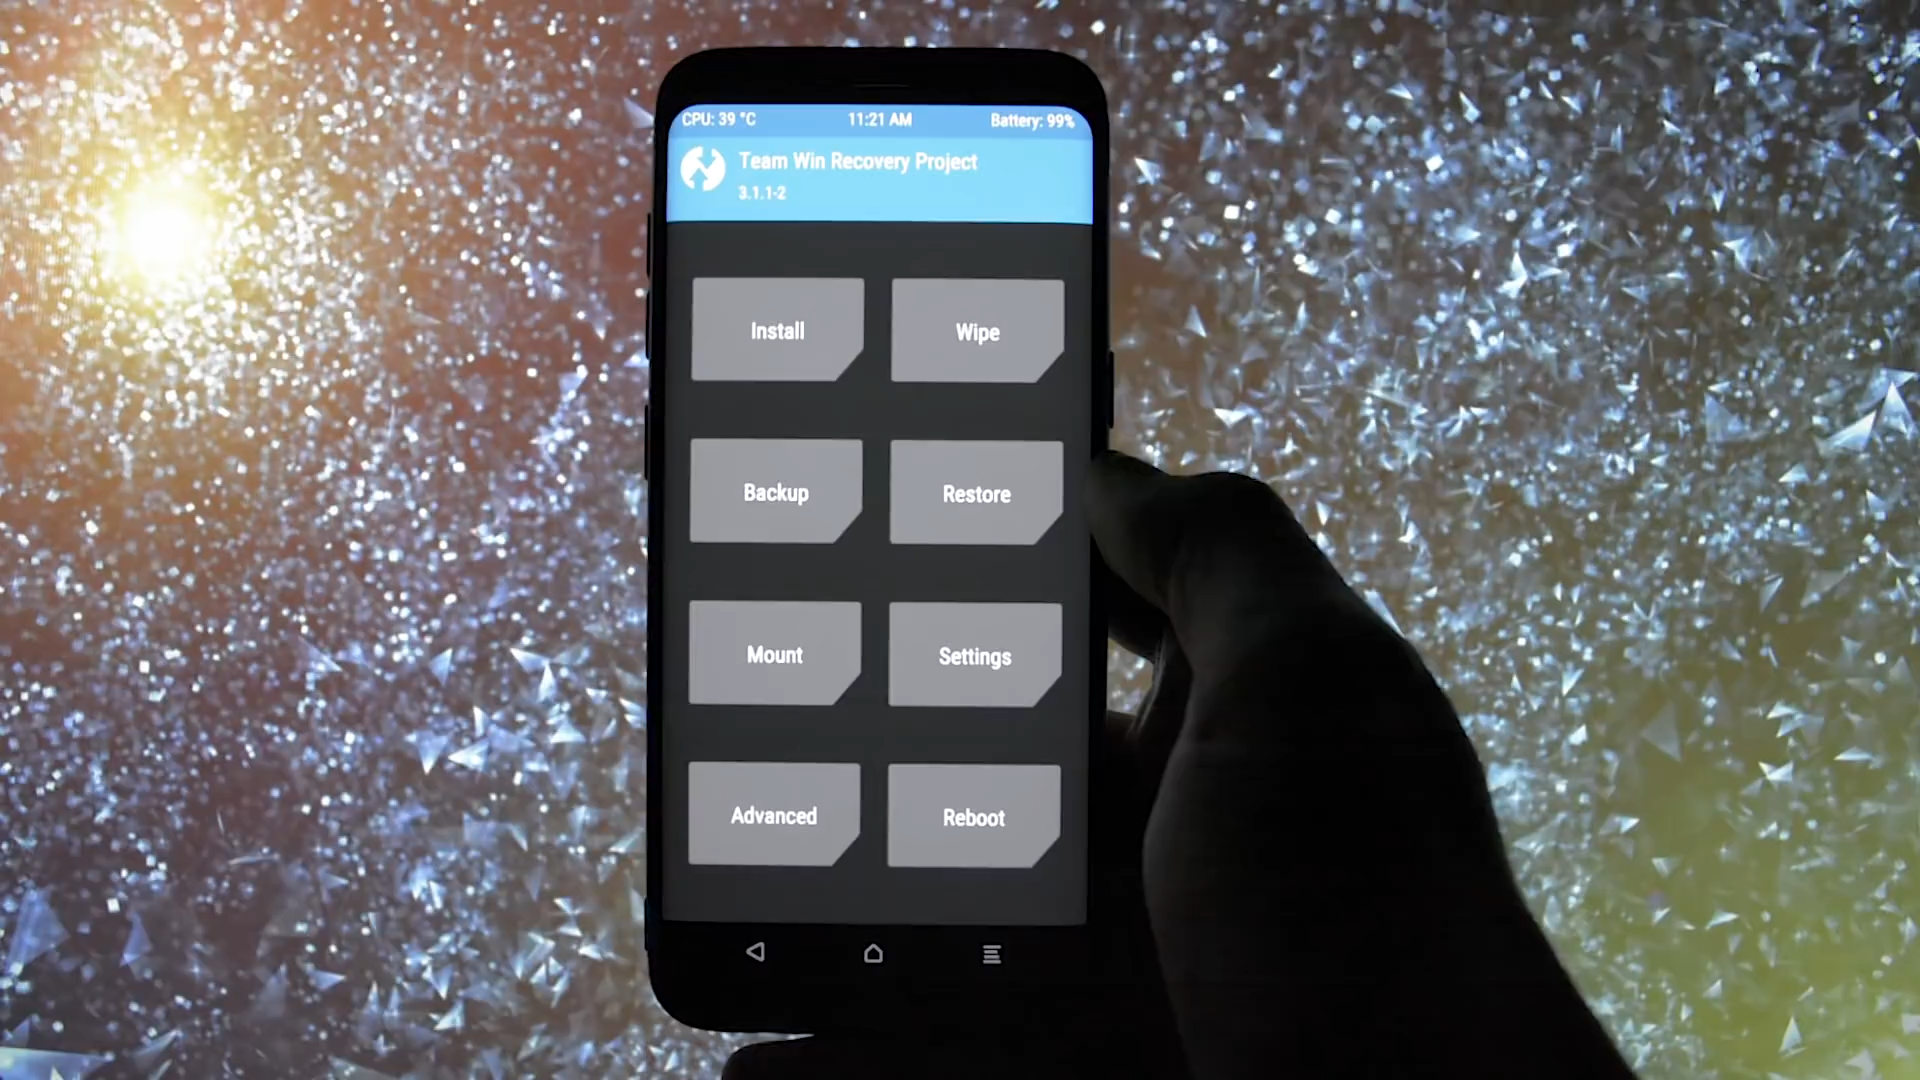 CPU: 39 °C 11:21 AM Battery: 99%
Team Win Recovery Project
3.1.1-2
Install Wipe
Backup Restore
Mount Settings
Advanced Reboot